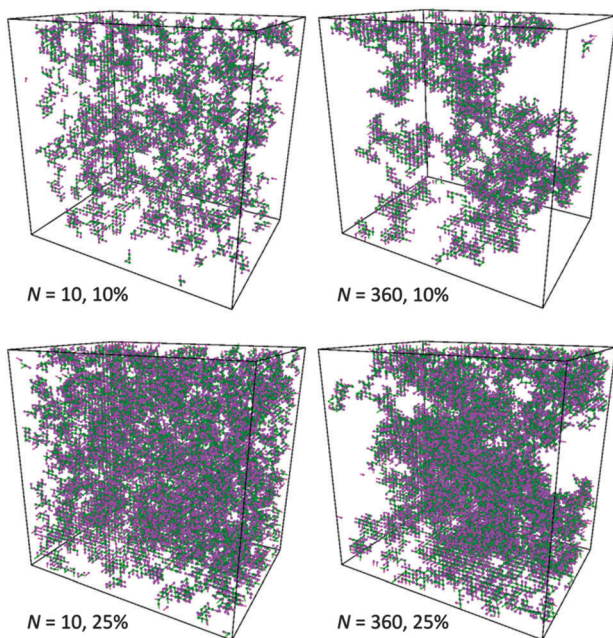 N = 10, 10%
N = 360, 10%
N = 10, 25%
N = 360, 25%